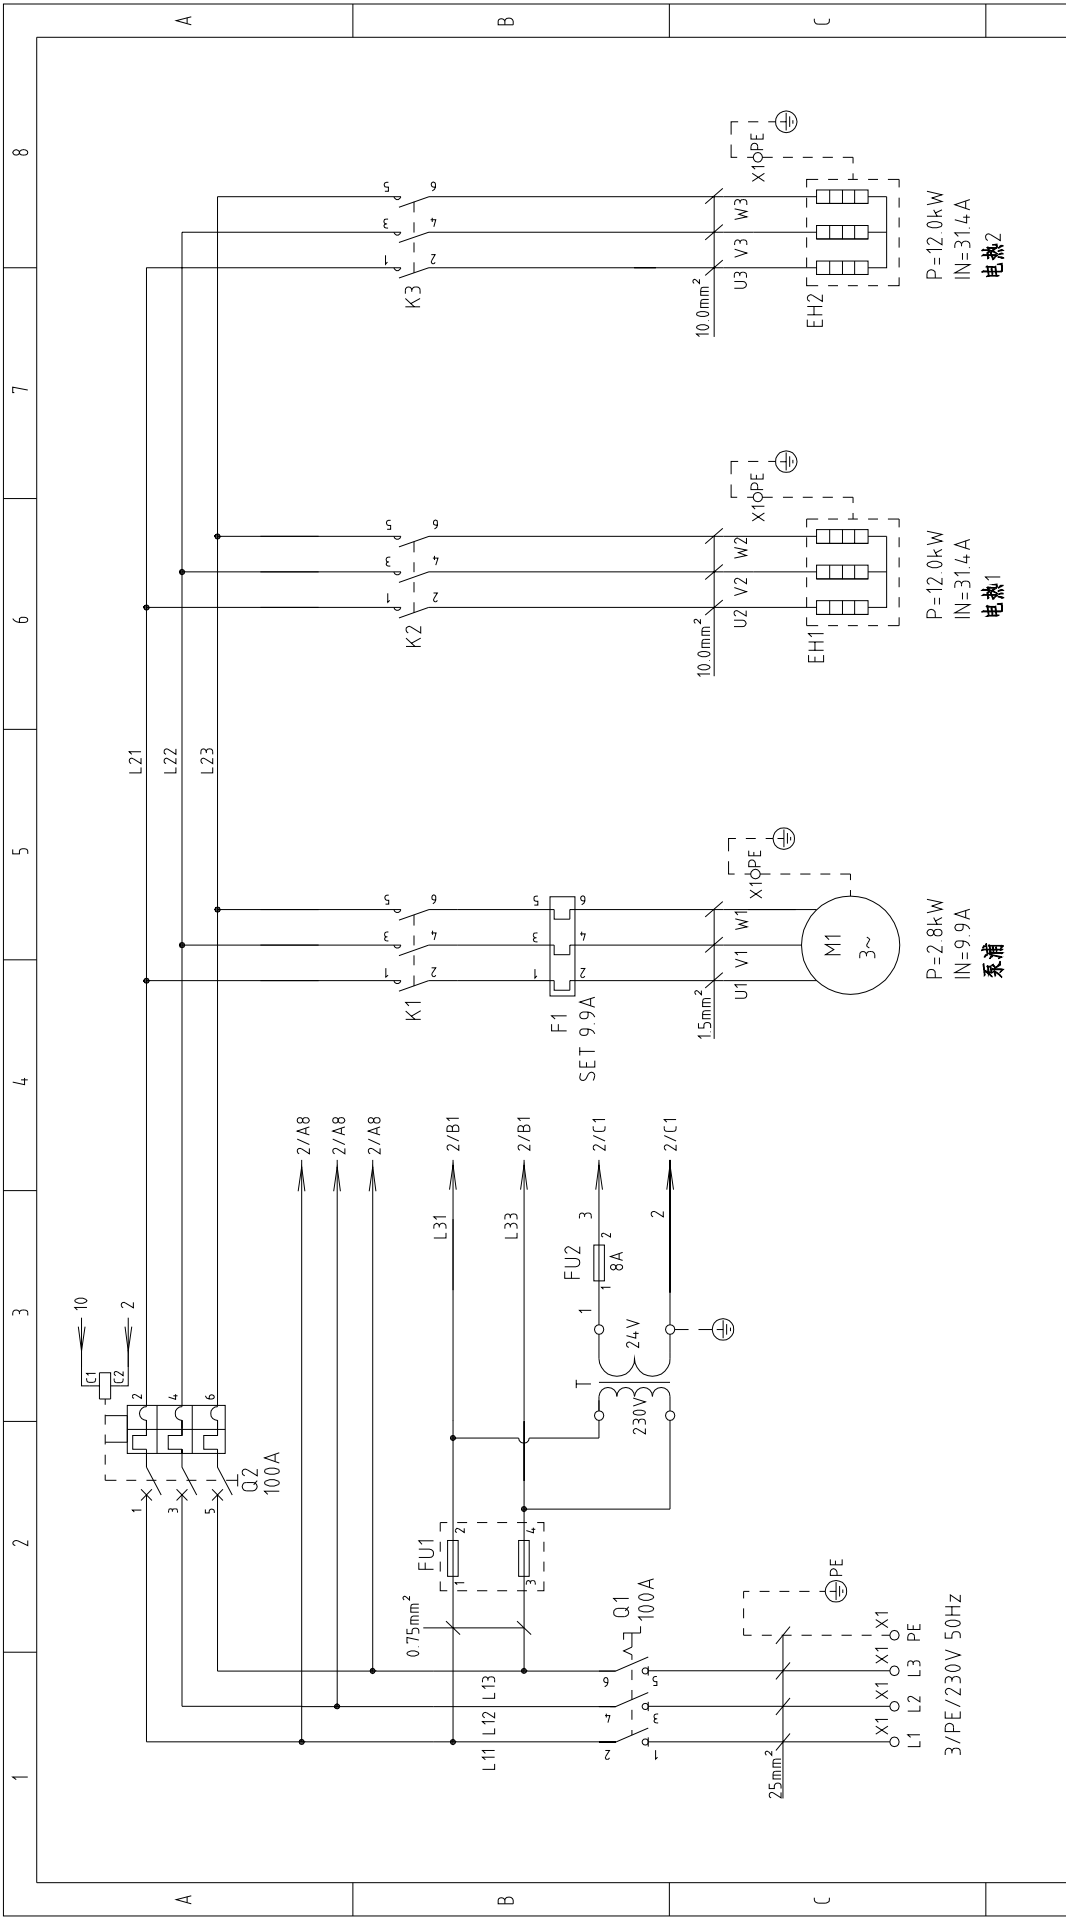 1
2
3
4
5
6
7
8
A
B
C
A
B
C
3/PE/230V 50Hz
X1
X1
X1
X1
L1
L2
L3
PE
PE
25mm²
Q1
100A
1
3
5
2
4
6
L11
L12
L13
0.75mm²
FU1
1
2
3
4
Q2
100A
1
3
5
2
4
6
C1
C2
10
2
2/A8
2/A8
2/A8
L31
2/B1
L33
2/B1
T
230V
24V
1
FU2
8A
1
2
3
2/C1
2
2/C1
L21
L22
L23
K1
1
3
5
2
4
6
F1
SET 9.9A
1
3
5
2
4
6
1.5mm²
U1
V1
W1
X1
PE
M1
3~
P=2.8kW
IN=9.9A
泵浦
K2
1
3
5
2
4
6
10.0mm²
U2
V2
W2
X1
PE
EH1
P=12.0kW
IN=31.4A
电热1
K3
1
3
5
2
4
6
10.0mm²
U3
V3
W3
X1
PE
EH2
P=12.0kW
IN=31.4A
电热2